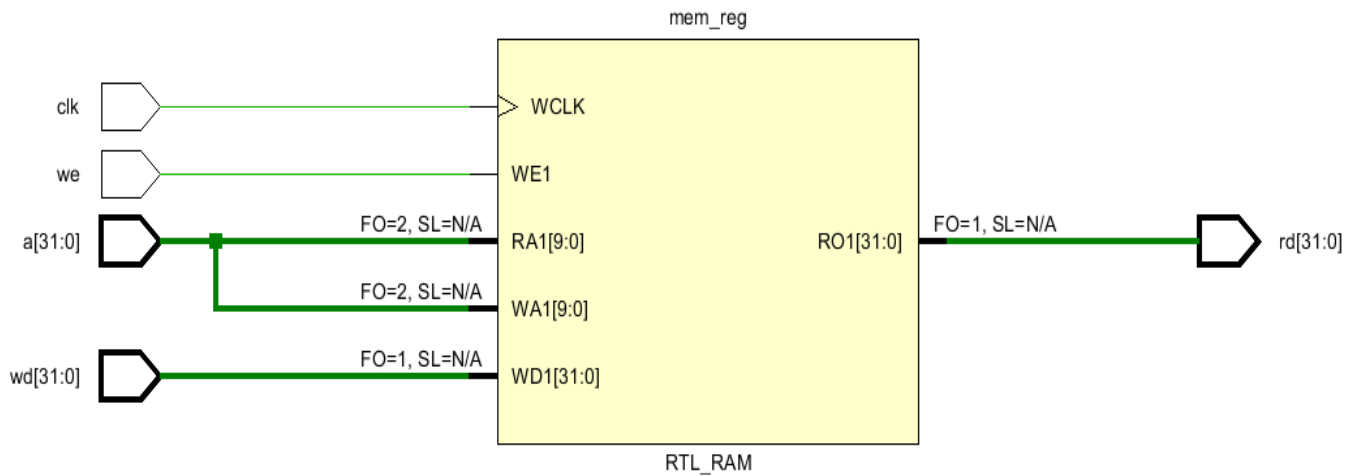 mem_reg
clk
WCLK
we
WE1
a[31:0]
FO=2, SL=N/A
RA1[9:0]
RO1[31:0]
FO=1, SL=N/A
rd[31:0]
FO=2, SL=N/A
WA1[9:0]
wd[31:0]
FO=1, SL=N/A
WD1[31:0]
RTL_RAM